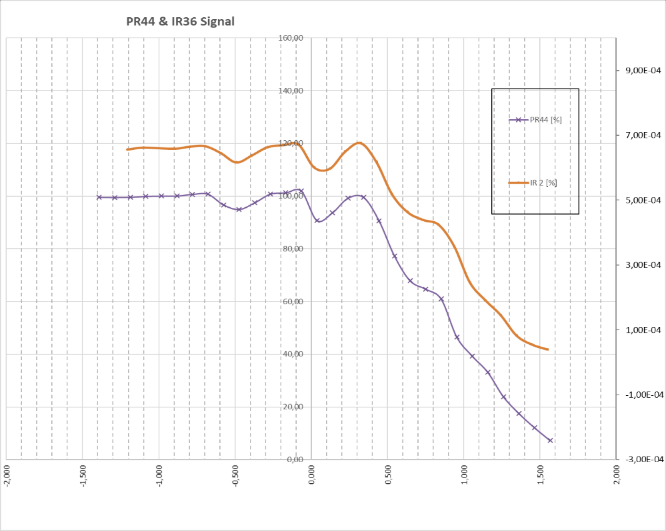 PR44 & IR36 Signal
160,00
140,00
120,00
100,00
80,00
60,00
40,00
20,00
0,00
9,00E-04
7,00E-04
5,00E-04
3,00E-04
1,00E-04
-1,00E-04
-3,00E-04
PR44 [%]
IR 2 [%]
-2,000
-1,500
-1,000
-0,500
0,000
0,500
1,000
1,500
2,000